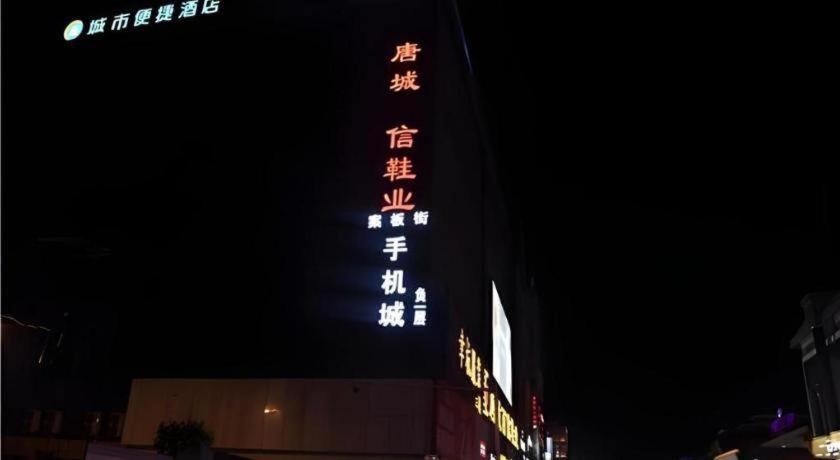 城市便捷酒店
唐城 信鞋业
案板街
手机城
负一层